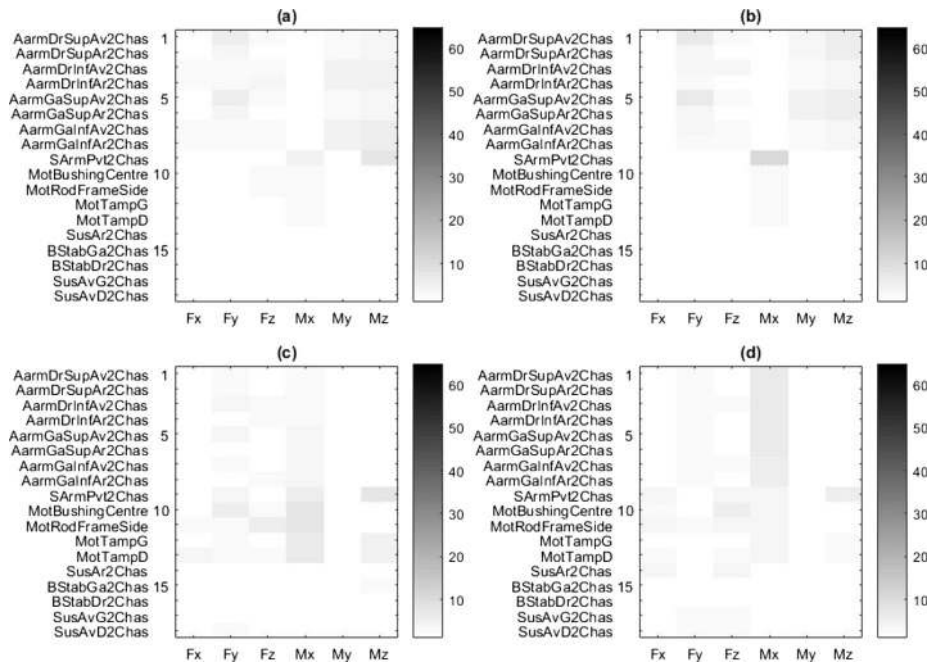 (a)
AarmDrSupAv2Chas 1
AarmDrSupAr2Chas
AarmDrInfAv2Chas
AarmDrInfAr2Chas
AarmGaSupAv2Chas 5
AarmGaSupAr2Chas
AarmGaInfAv2Chas
AarmGaInfAr2Chas
SArmPvt2Chas
MotBushingCentre 10
MotRodFrameSide
MotTampG
MotTampD
SusAr2Chas
BStabGa2Chas 15
BStabDr2Chas
SusAvG2Chas
SusAvD2Chas
Fx Fy Fz Mx My Mz
60
50
40
30
20
10
(b)
AarmDrSupAv2Chas 1
AarmDrSupAr2Chas
AarmDrInfAv2Chas
AarmDrInfAr2Chas
AarmGaSupAv2Chas 5
AarmGaSupAr2Chas
AarmGaInfAv2Chas
AarmGaInfAr2Chas
SArmPvt2Chas
MotBushingCentre 10
MotRodFrameSide
MotTampG
MotTampD
SusAr2Chas
BStabGa2Chas 15
BStabDr2Chas
SusAvG2Chas
SusAvD2Chas
Fx Fy Fz Mx My Mz
60
50
40
30
20
10
(c)
AarmDrSupAv2Chas 1
AarmDrSupAr2Chas
AarmDrInfAv2Chas
AarmDrInfAr2Chas
AarmGaSupAv2Chas 5
AarmGaSupAr2Chas
AarmGaInfAv2Chas
AarmGaInfAr2Chas
SArmPvt2Chas
MotBushingCentre 10
MotRodFrameSide
MotTampG
MotTampD
SusAr2Chas
BStabGa2Chas 15
BStabDr2Chas
SusAvG2Chas
SusAvD2Chas
Fx Fy Fz Mx My Mz
60
50
40
30
20
10
(d)
AarmDrSupAv2Chas 1
AarmDrSupAr2Chas
AarmDrInfAv2Chas
AarmDrInfAr2Chas
AarmGaSupAv2Chas 5
AarmGaSupAr2Chas
AarmGaInfAv2Chas
AarmGaInfAr2Chas
SArmPvt2Chas
MotBushingCentre 10
MotRodFrameSide
MotTampG
MotTampD
SusAr2Chas
BStabGa2Chas 15
BStabDr2Chas
SusAvG2Chas
SusAvD2Chas
Fx Fy Fz Mx My Mz
60
50
40
30
20
10